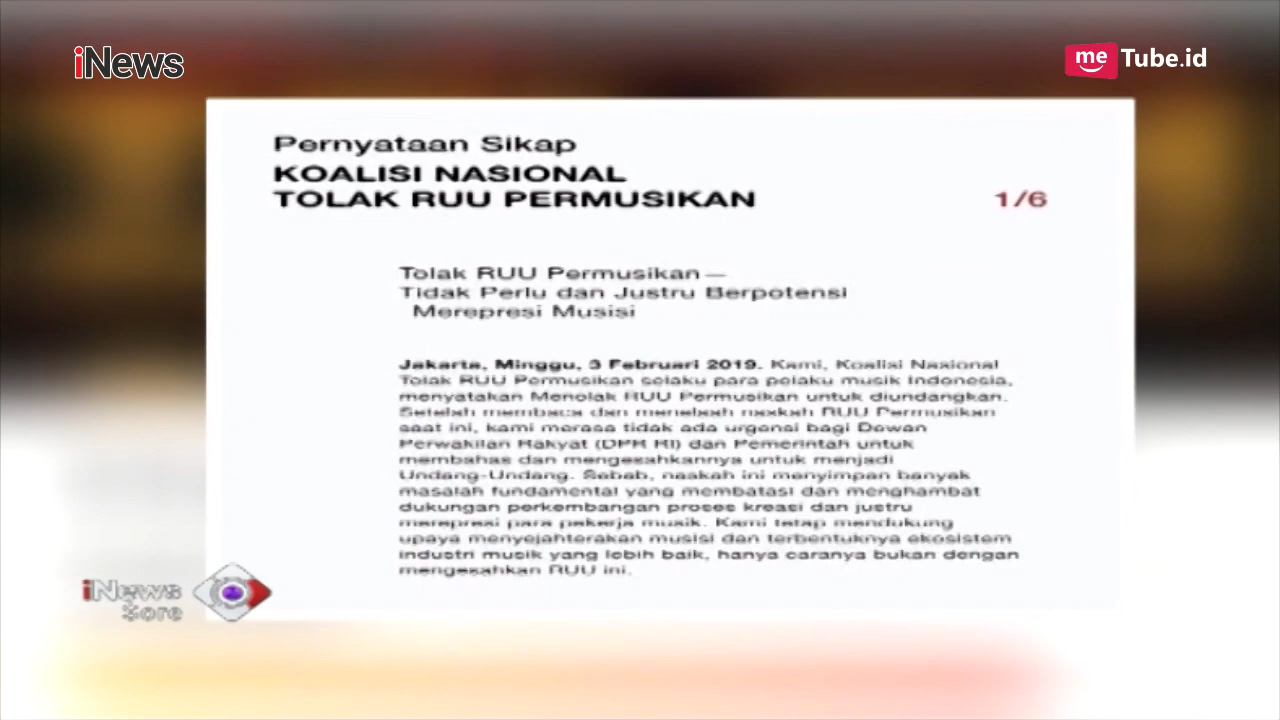 iNews
me Tube.id
Pernyataan Sikap
KOALISI NASIONAL
TOLAK RUU PERMUSIKAN
1/6
Tolak RUU Permusikan —
Tidak Perlu dan Justru Berpotensi
Merepresi Musisi
Jakarta, Minggu, 3 Februari 2019. Kami, Koalisi Nasional
Tolak RUU Permusikan selaku para pelaku musik Indonesia,
menyatakan Menolak RUU Permusikan untuk diundangkan.
Setelah membaca dan menelaah naskah RUU Permusikan
saat ini, kami merasa tidak ada urgensi bagi Dewan
Perwakilan Rakyat (DPR RI) dan Pemerintah untuk
membahas dan mengesahkannya untuk menjadi
Undang-Undang. Sebab, naskah ini menyimpan banyak
masalah fundamental yang membatasi dan menghambat
dukungan perkembangan proses kreasi dan justru
merepresi para pekerja musik. Kami tetap mendukung
upaya menyejahterakan musisi dan terbentuknya ekosistem
industri musik yang lebih baik, hanya caranya bukan dengan
mengesahkan RUU ini.
iNews
Sore